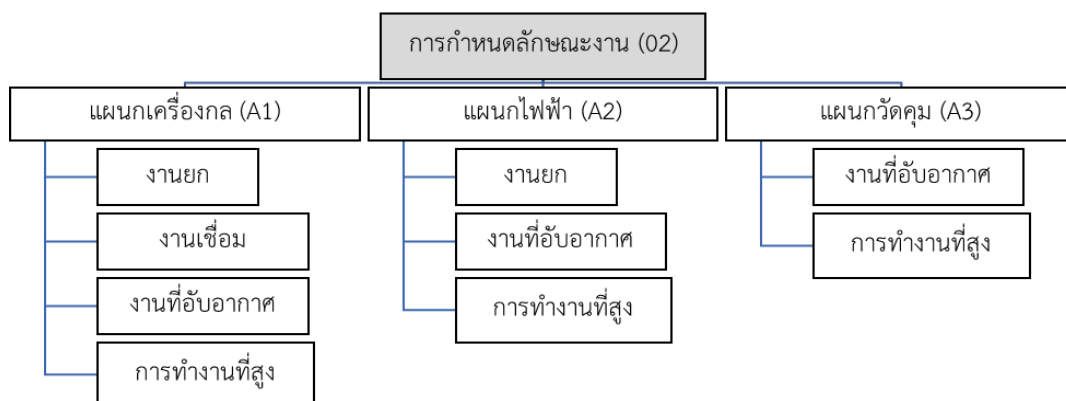 การกำหนดลักษณะงาน (02)
แผนกเครื่องกล (A1)
งานยก
งานเชื่อม
งานที่อับอากาศ
การทำงานที่สูง
แผนกไฟฟ้า (A2)
งานยก
งานที่อับอากาศ
การทำงานที่สูง
แผนกวัดคุม (A3)
งานที่อับอากาศ
การทำงานที่สูง